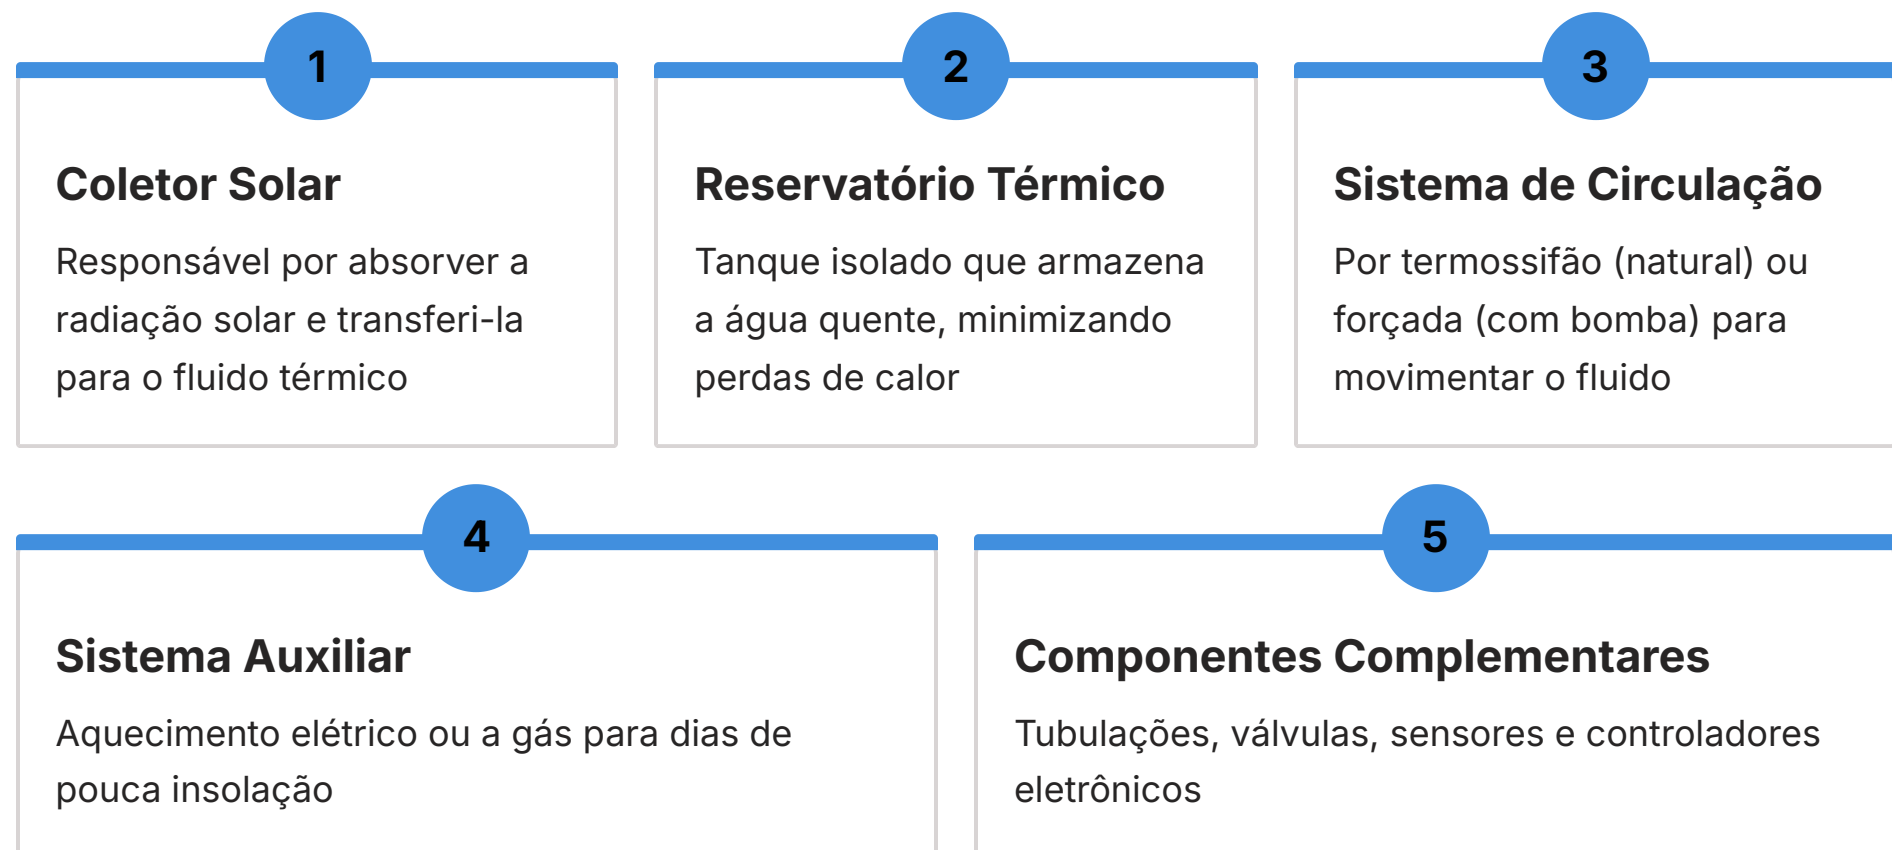 1
Coletor Solar
Responsável por absorver a
radiação solar e transferi-la
para o fluido térmico
2
Reservatório Térmico
Tanque isolado que armazena
a água quente, minimizando
perdas de calor
3
Sistema de Circulação
Por termossifão (natural) ou
forçada (com bomba) para
movimentar o fluido
4
Sistema Auxiliar
Aquecimento elétrico ou a gás para dias de
pouca insolação
5
Componentes Complementares
Tubulações, válvulas, sensores e controladores
eletrônicos